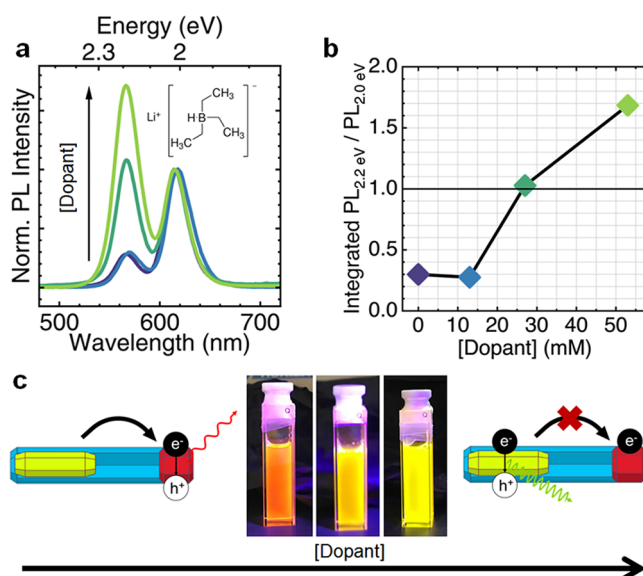 a
Energy (eV)
2.3 2
Norm. PL Intensity
[Dopant]
Li⁺
HB
CH₃
CH₃
H₃C
−
500 600 700
Wavelength (nm)
b
Integrated PL₂.₂ eV / PL₂.₀ eV
2.0
1.5
1.0
0.5
0.0
0 10 20 30 40 50
[Dopant] (mM)
c
e⁻
h⁺
e⁻
h⁺
e⁻
[Dopant]